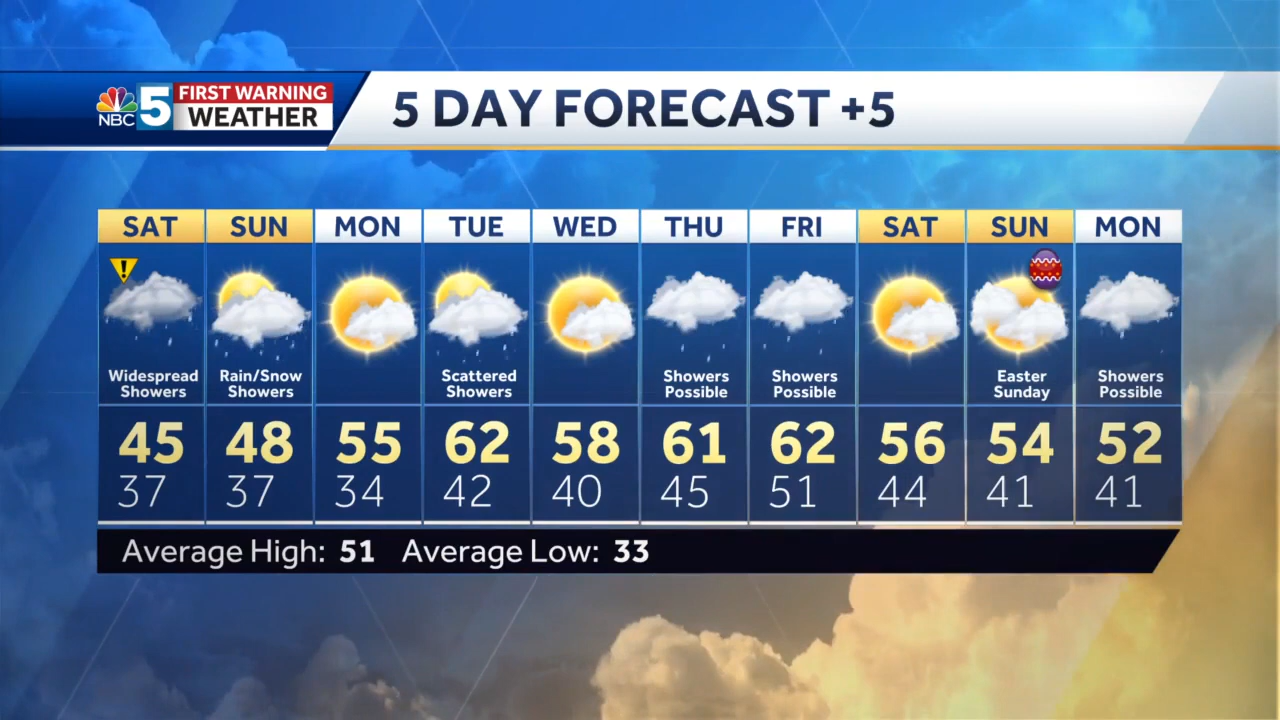 NBC 5 FIRST WARNING WEATHER
5 DAY FORECAST +5
SAT SUN MON TUE WED THU FRI SAT SUN MON
!
Widespread Showers
Rain/Snow Showers
Scattered Showers
Showers Possible
Showers Possible
Easter Sunday
Showers Possible
45 48 55 62 58 61 62 56 54 52
37 37 34 42 40 45 51 44 41 41
Average High: 51 Average Low: 33